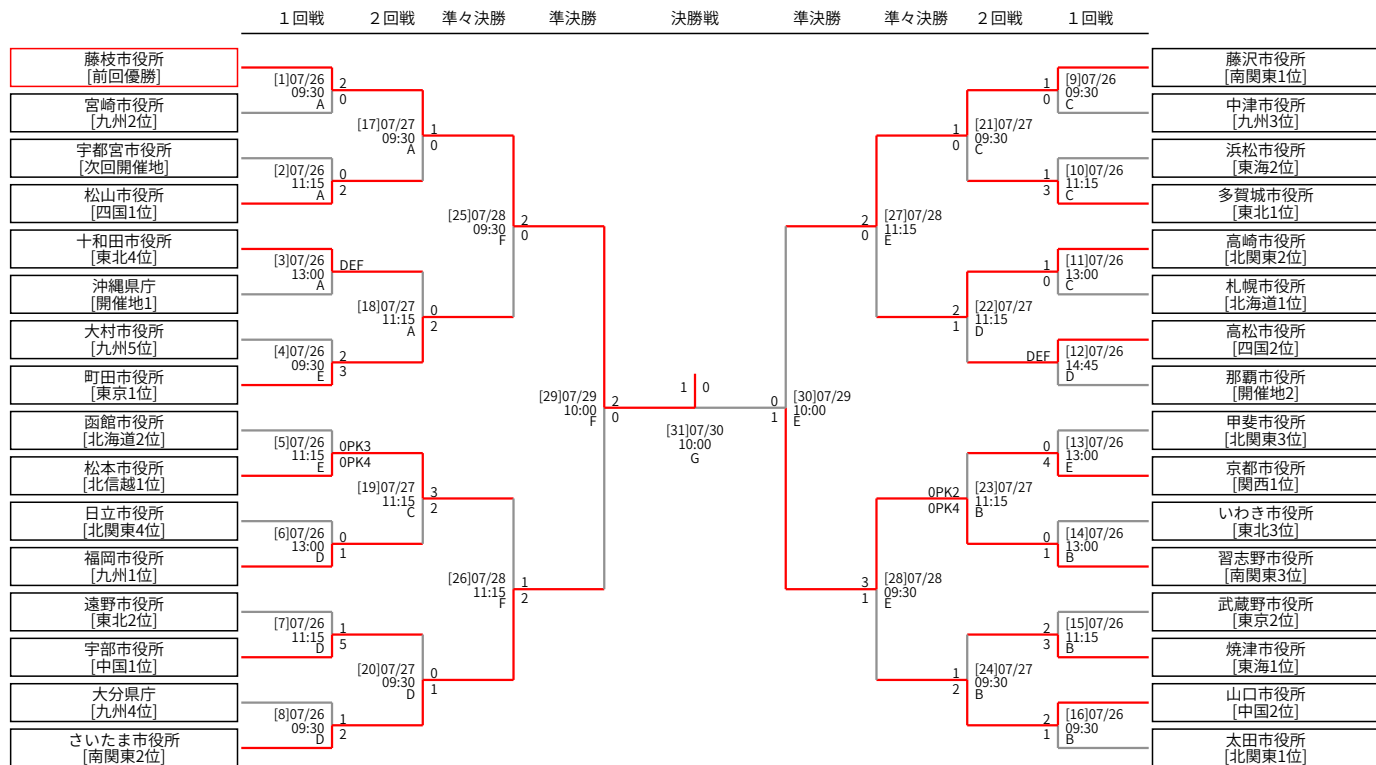 １回戦
２回戦
準々決勝
準決勝
決勝戦
準決勝
準々決勝
２回戦
１回戦
藤枝市役所
[前回優勝]
宮崎市役所
[九州2位]
宇都宮市役所
[次回開催地]
松山市役所
[四国1位]
十和田市役所
[東北4位]
沖縄県庁
[開催地1]
大村市役所
[九州5位]
町田市役所
[東京1位]
函館市役所
[北海道2位]
松本市役所
[北信越1位]
日立市役所
[北関東4位]
福岡市役所
[九州1位]
遠野市役所
[東北2位]
宇部市役所
[中国1位]
大分県庁
[九州4位]
さいたま市役所
[南関東2位]
[1]07/26
09:30
A
2
0
[2]07/26
11:15
A
0
2
[3]07/26
13:00
A
DEF
[4]07/26
09:30
E
2
3
[5]07/26
11:15
E
0PK3
0PK4
[6]07/26
13:00
D
0
1
[7]07/26
11:15
D
1
5
[8]07/26
09:30
D
1
2
[17]07/27
09:30
A
1
0
[18]07/27
11:15
A
0
2
[19]07/27
11:15
C
3
2
[20]07/27
09:30
D
0
1
[25]07/28
09:30
F
2
0
[26]07/28
11:15
F
1
2
[29]07/29
10:00
F
2
0
1
0
[31]07/30
10:00
G
0
1
[30]07/29
10:00
E
2
0
[27]07/28
11:15
E
3
1
[28]07/28
09:30
E
1
0
[21]07/27
09:30
C
2
1
[22]07/27
11:15
D
0PK2
0PK4
[23]07/27
11:15
B
1
2
[24]07/27
09:30
B
1
0
[9]07/26
09:30
C
1
3
[10]07/26
11:15
C
1
0
[11]07/26
13:00
C
DEF
[12]07/26
14:45
D
0
4
[13]07/26
13:00
E
0
1
[14]07/26
13:00
B
2
3
[15]07/26
11:15
B
2
1
[16]07/26
09:30
B
藤沢市役所
[南関東1位]
中津市役所
[九州3位]
浜松市役所
[東海2位]
多賀城市役所
[東北1位]
高崎市役所
[北関東2位]
札幌市役所
[北海道1位]
高松市役所
[四国2位]
那覇市役所
[開催地2]
甲斐市役所
[北関東3位]
京都市役所
[関西1位]
いわき市役所
[東北3位]
習志野市役所
[南関東3位]
武蔵野市役所
[東京2位]
焼津市役所
[東海1位]
山口市役所
[中国2位]
太田市役所
[北関東1位]